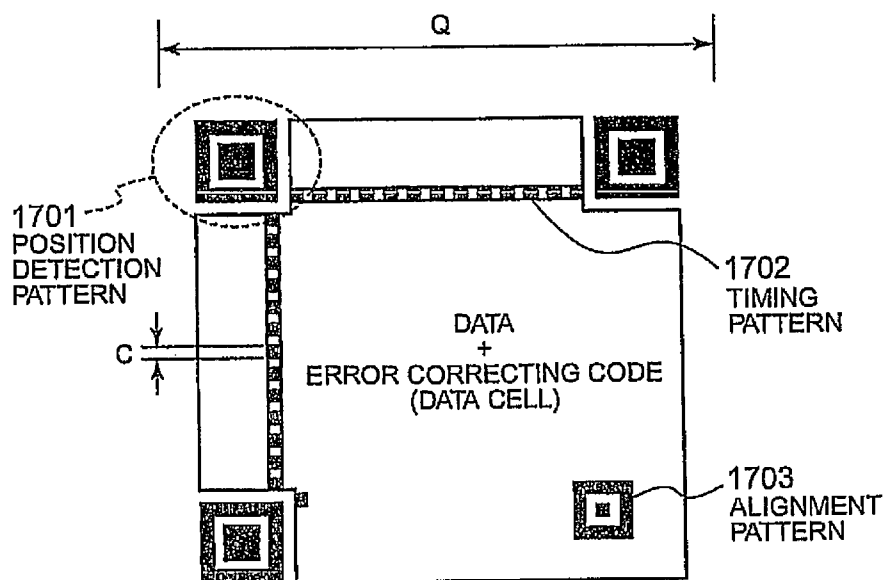 Q
1701
POSITION
DETECTION
PATTERN
1702
TIMING
PATTERN
C
DATA
+
ERROR CORRECTING CODE
(DATA CELL)
1703
ALIGNMENT
PATTERN